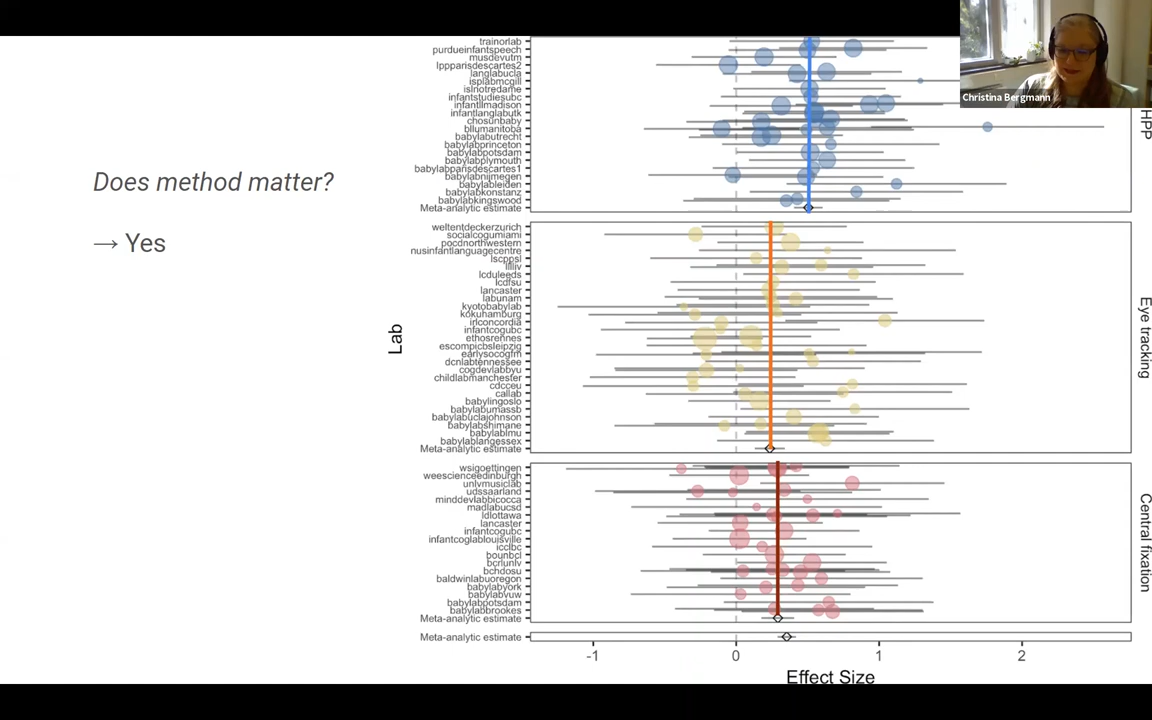 Does method matter?
→ Yes
Lab
trainorlab
purdueinfantspeech
musdevutm
lppparisdescartes2
langlabucla
isplabmcgill
islnotredame
infantstudiesubc
infantllmadison
infantlanglabutk
chosunbaby
bllumanitoba
babylabutrecht
babylabprinceton
babylabpotsdam
babylabplymouth
babylabparisdescartes1
babylabnijmegen
babylableiden
babylabkonstanz
babylabkingswood
Meta-analytic estimate
HPP
weltentdeckerzurich
socialcogumiami
pocdnorthwestern
nusinfantlanguagecentre
lscppsl
lllliv
lcduleeds
lcdfsu
lancaster
labunam
kyotobabylab
kokuhamburg
irlconcordia
infantcogubc
ethosrennes
escompicbsleipzig
earlysocogfm
dcnlabtennessee
cogdevlabbyu
childlabmanchester
cdcceu
callab
babylingoslo
babylabumassb
babylabuclajohnson
babylabshimane
babylablmu
babylablangessex
Meta-analytic estimate
Eye tracking
wsigoettingen
weescienceedinburgh
unlvmusiclab
udssaarland
minddevlabbicocca
madlabucsd
ldlottawa
lancaster
infantcogubc
infantcoglablouisville
icclbc
bounbcl
bcrlunlv
bchdosu
baldwinlabuoregon
babylabyork
babylabvuw
babylabpotsdam
babylabbrookes
Meta-analytic estimate
Central fixation
Meta-analytic estimate
-1 0 1 2
Effect Size
Christina Bergmann